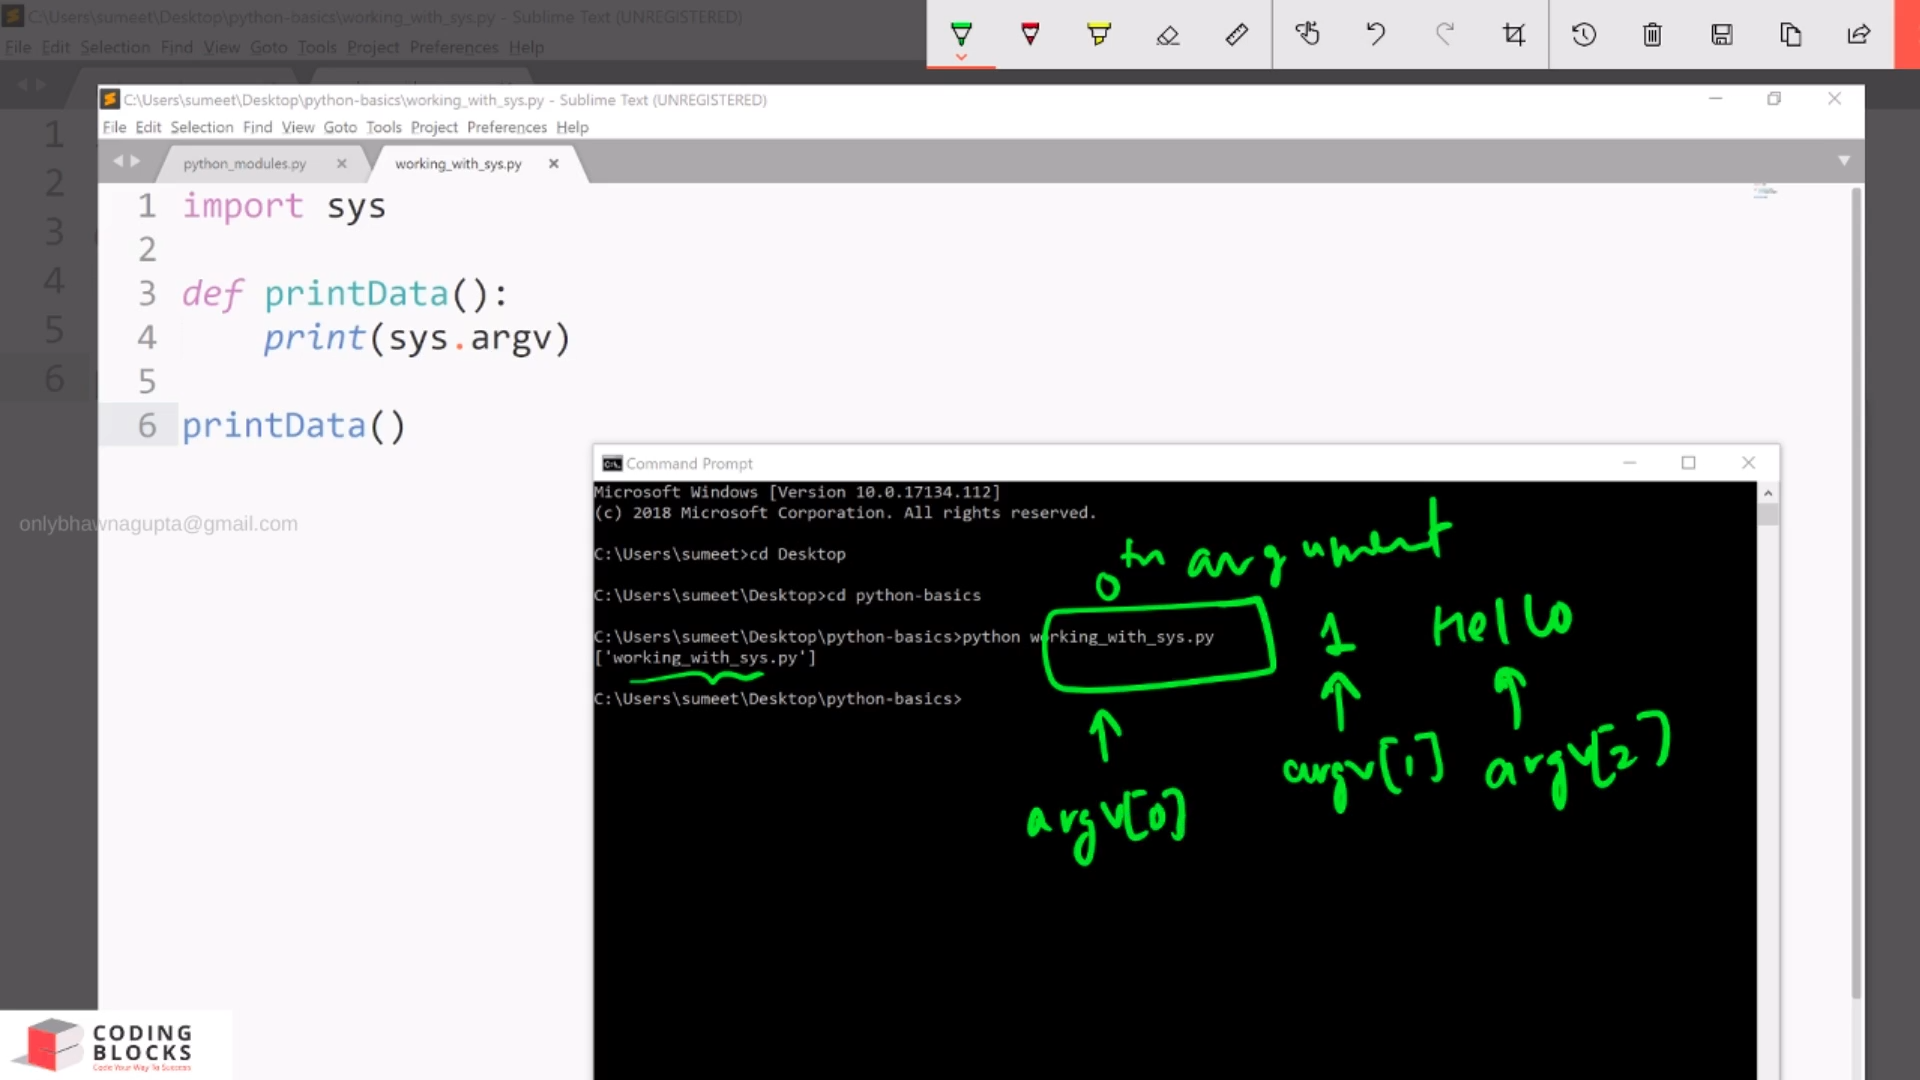 C:\Users\sumeet\Desktop\python-basics\working_with_sys.py - Sublime Text (UNREGISTERED)
File Edit Selection Find View Goto Tools Project Preferences Help
C:\Users\sumeet\Desktop\python-basics\working_with_sys.py - Sublime Text (UNREGISTERED)
File Edit Selection Find View Goto Tools Project Preferences Help
python_modules.py working_with_sys.py
1 1 import sys
2 2
3 3 def printData():
4 4 print(sys.argv)
5 5
6 6 printData()
Command Prompt
Microsoft Windows [Version 10.0.17134.112]
(c) 2018 Microsoft Corporation. All rights reserved.
onlybhawnagupta@gmail.com
C:\Users\sumeet>cd Desktop
0th argument
C:\Users\sumeet\Desktop>cd python-basics
C:\Users\sumeet\Desktop\python-basics>python working_with_sys.py
1 Hello
['working_with_sys.py']
C:\Users\sumeet\Desktop\python-basics>
argv[0] argv[1] argv[2]
CODING
BLOCKS
Code Your Way To Success